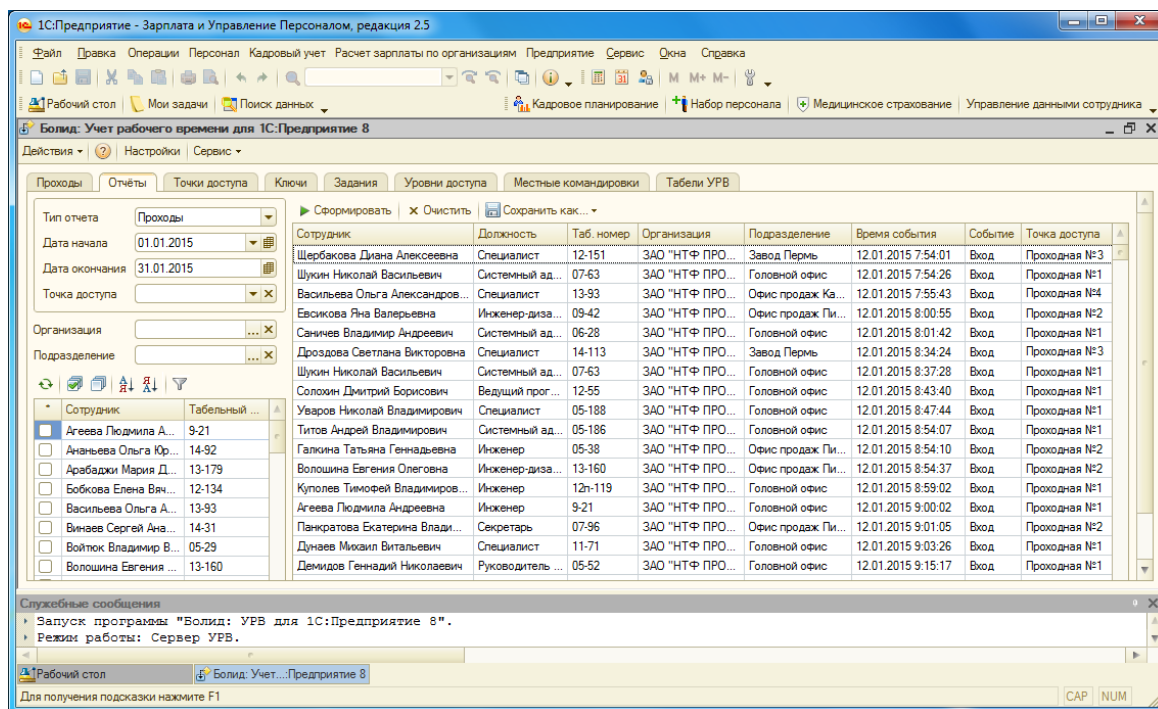 1С:Предприятие - Зарплата и Управление Персоналом, редакция 2.5
Файл Правка Операции Персонал Кадровый учет Расчет зарплаты по организациям Предприятие Сервис Окна Справка
M M+ M-
Рабочий стол Мои задачи Поиск данных Кадровое планирование Набор персонала Медицинское страхование Управление данными сотрудника
Болид: Учет рабочего времени для 1С:Предприятие 8
Действия Настройки Сервис
Проходы Отчёты Точки доступа Ключи Задания Уровни доступа Местные командировки Табели УРВ
Тип отчета Проходы
Дата начала 01.01.2015
Дата окончания 31.01.2015
Точка доступа
Организация
Подразделение
* Сотрудник Табельный ...
Агеева Людмила А... 9-21
Ананьева Ольга Юр... 14-92
Арабаджи Мария Д... 13-179
Бобкова Елена Вяч... 12-134
Васильева Ольга А... 13-93
Винаев Сергей Ана... 14-31
Войтюк Владимир В... 05-29
Волошина Евгения ... 13-160
Сформировать Очистить Сохранить как...
Сотрудник Должность Таб. номер Организация Подразделение Время события Событие Точка доступа
Щербакова Диана Алексеевна Специалист 12-151 ЗАО "НТФ ПРО... Завод Пермь 12.01.2015 7:54:01 Вход Проходная №3
Шукин Николай Васильевич Системный ад... 07-63 ЗАО "НТФ ПРО... Головной офис 12.01.2015 7:54:26 Вход Проходная №1
Васильева Ольга Александров... Специалист 13-93 ЗАО "НТФ ПРО... Офис продаж Ка... 12.01.2015 7:55:43 Вход Проходная №4
Евсикова Яна Валерьевна Инженер-диза... 09-42 ЗАО "НТФ ПРО... Офис продаж Пи... 12.01.2015 8:00:55 Вход Проходная №2
Саничев Владимир Андреевич Системный ад... 06-28 ЗАО "НТФ ПРО... Головной офис 12.01.2015 8:01:42 Вход Проходная №1
Дроздова Светлана Викторовна Специалист 14-113 ЗАО "НТФ ПРО... Завод Пермь 12.01.2015 8:34:24 Вход Проходная №3
Шукин Николай Васильевич Системный ад... 07-63 ЗАО "НТФ ПРО... Головной офис 12.01.2015 8:37:28 Вход Проходная №1
Солохин Дмитрий Борисович Ведущий прог... 12-55 ЗАО "НТФ ПРО... Головной офис 12.01.2015 8:43:40 Вход Проходная №1
Уваров Николай Владимирович Специалист 05-188 ЗАО "НТФ ПРО... Головной офис 12.01.2015 8:47:44 Вход Проходная №1
Титов Андрей Владимирович Системный ад... 05-186 ЗАО "НТФ ПРО... Головной офис 12.01.2015 8:54:07 Вход Проходная №1
Галкина Татьяна Геннадьевна Инженер 05-38 ЗАО "НТФ ПРО... Офис продаж Пи... 12.01.2015 8:54:10 Вход Проходная №2
Волошина Евгения Олеговна Инженер-диза... 13-160 ЗАО "НТФ ПРО... Офис продаж Пи... 12.01.2015 8:54:37 Вход Проходная №2
Куполев Тимофей Владимиров... Инженер 12п-119 ЗАО "НТФ ПРО... Головной офис 12.01.2015 8:59:02 Вход Проходная №1
Агеева Людмила Андреевна Инженер 9-21 ЗАО "НТФ ПРО... Головной офис 12.01.2015 9:00:02 Вход Проходная №1
Панкратова Екатерина Влади... Секретарь 07-96 ЗАО "НТФ ПРО... Офис продаж Пи... 12.01.2015 9:01:05 Вход Проходная №2
Дунаев Михаил Витальевич Специалист 11-71 ЗАО "НТФ ПРО... Головной офис 12.01.2015 9:03:26 Вход Проходная №1
Демидов Геннадий Николаевич Руководитель ... 05-52 ЗАО "НТФ ПРО... Головной офис 12.01.2015 9:15:17 Вход Проходная №1
Служебные сообщения
Запуск программы "Болид: УРВ для 1С:Предприятие 8".
Режим работы: Сервер УРВ.
Рабочий стол Болид: Учет...:Предприятие 8
Для получения подсказки нажмите F1 CAP NUM